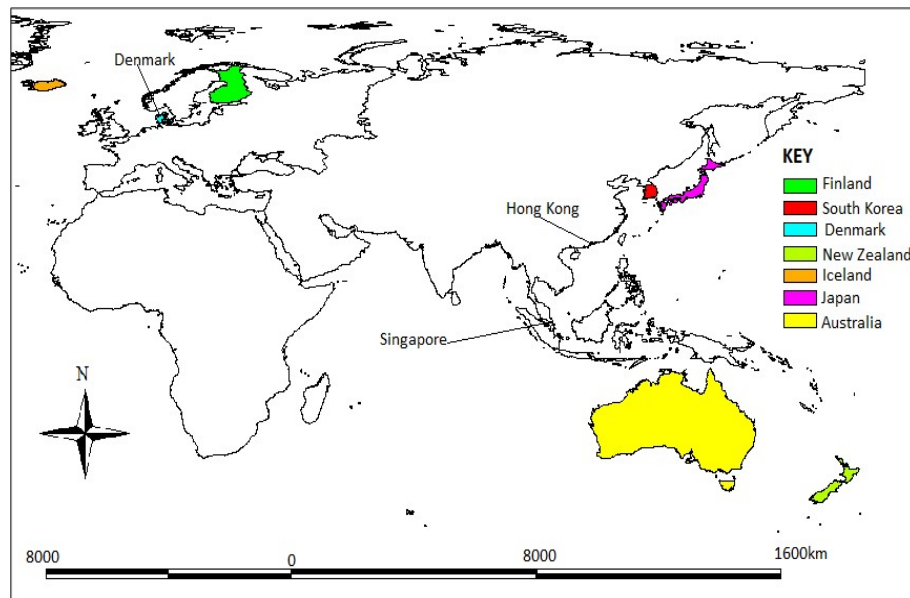 Denmark
KEY
Finland
South Korea
Denmark
New Zealand
Iceland
Japan
Australia
Hong Kong
Singapore
N
8000 0 8000 1600km